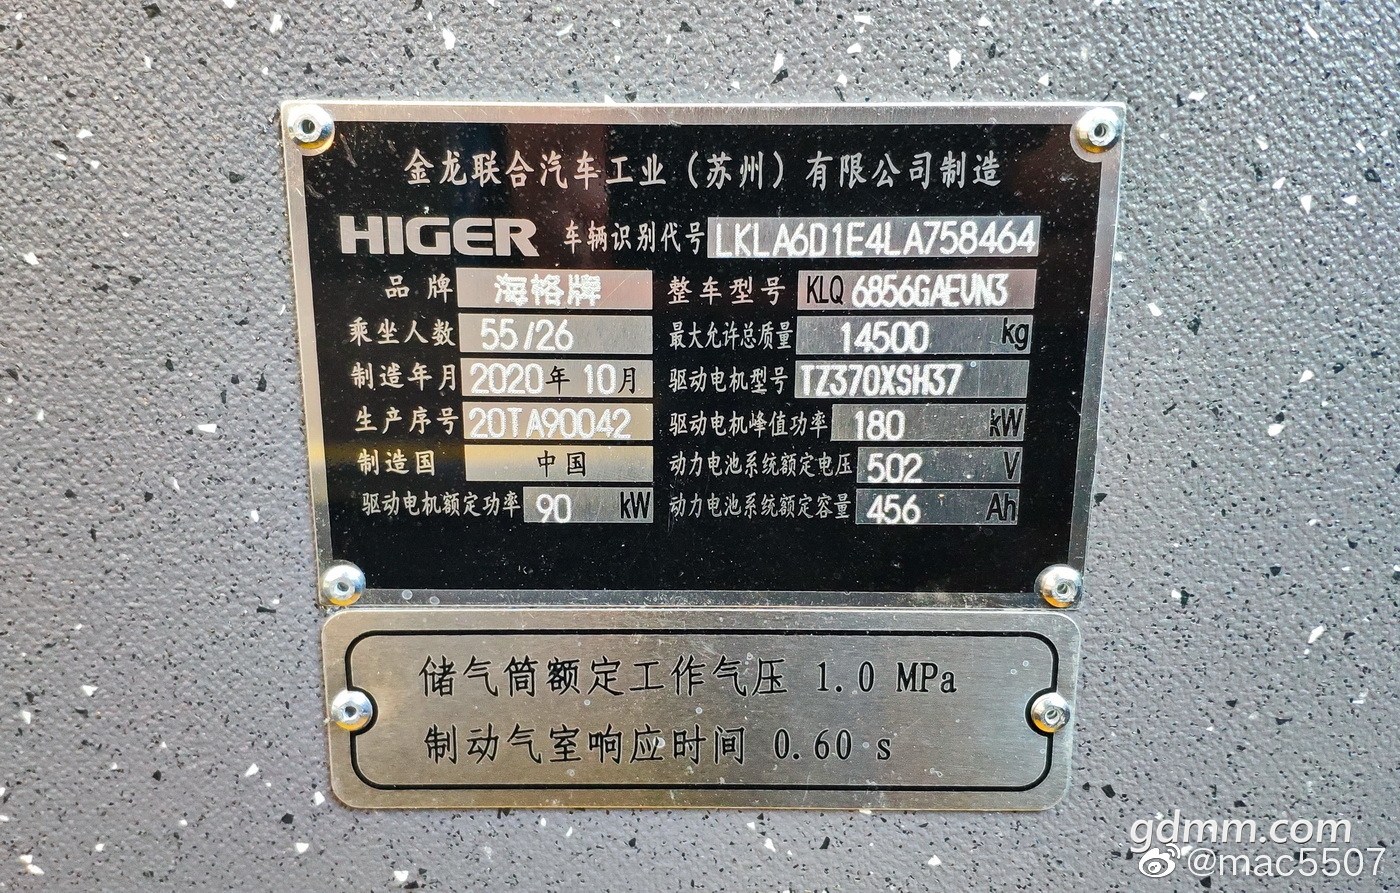 金龙联合汽车工业（苏州）有限公司制造
HIGER 车辆识别代号 LKLA6D1E4LA758464
品牌 海格牌 整车型号 KLQ 6856GAEVN3
乘坐人数 55/26 最大允许总质量 14500 kg
制造年月 2020年 10月 驱动电机型号 TZ370XSH37
生产序号 20TA90042 驱动电机峰值功率 180 kW
制造国 中国 动力电池系统额定电压 502 V
驱动电机额定功率 90 kW 动力电池系统额定容量 456 Ah
储气筒额定工作气压 1.0 MPa
制动气室响应时间 0.60 s
gdmm.com
@mac5507